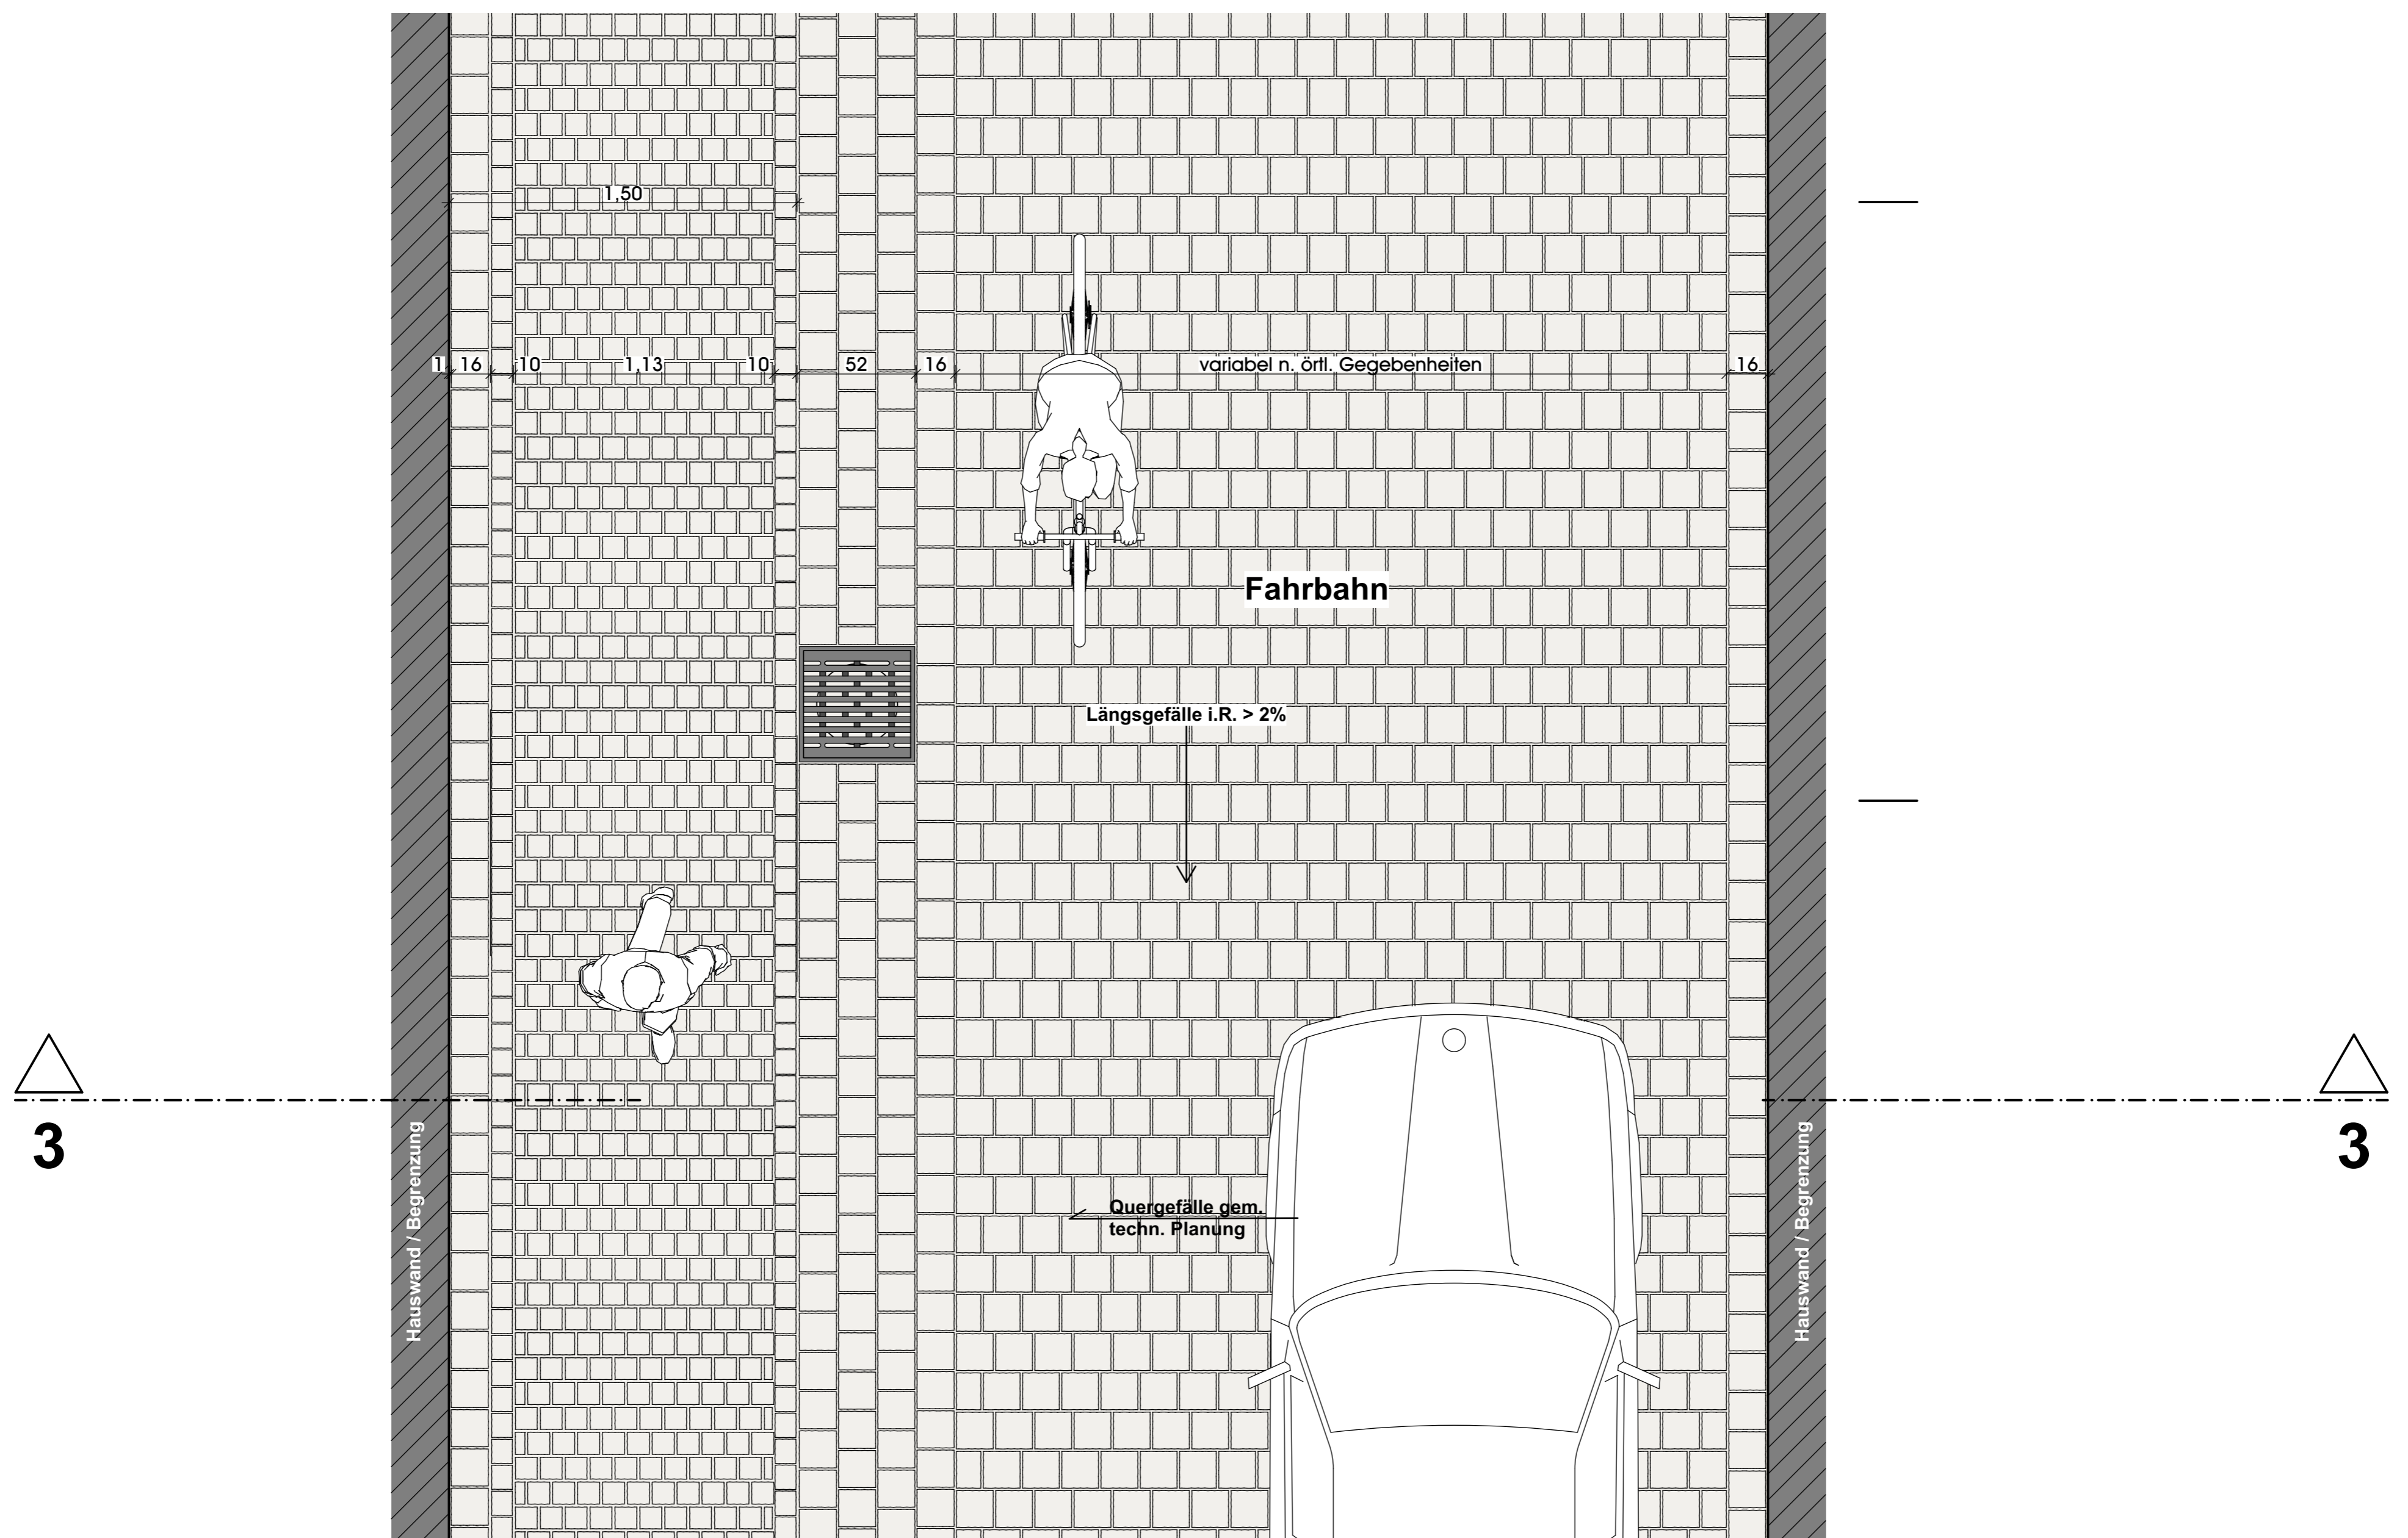 1,50
1 16 10 1,13 10 52 16 variabel n. örtl. Gegebenheiten 16
Fahrbahn
Längsgefälle i.R. > 2%
3
3
Hauswand / Begrenzung
Hauswand / Begrenzung
Quergefälle gem.
techn. Planung